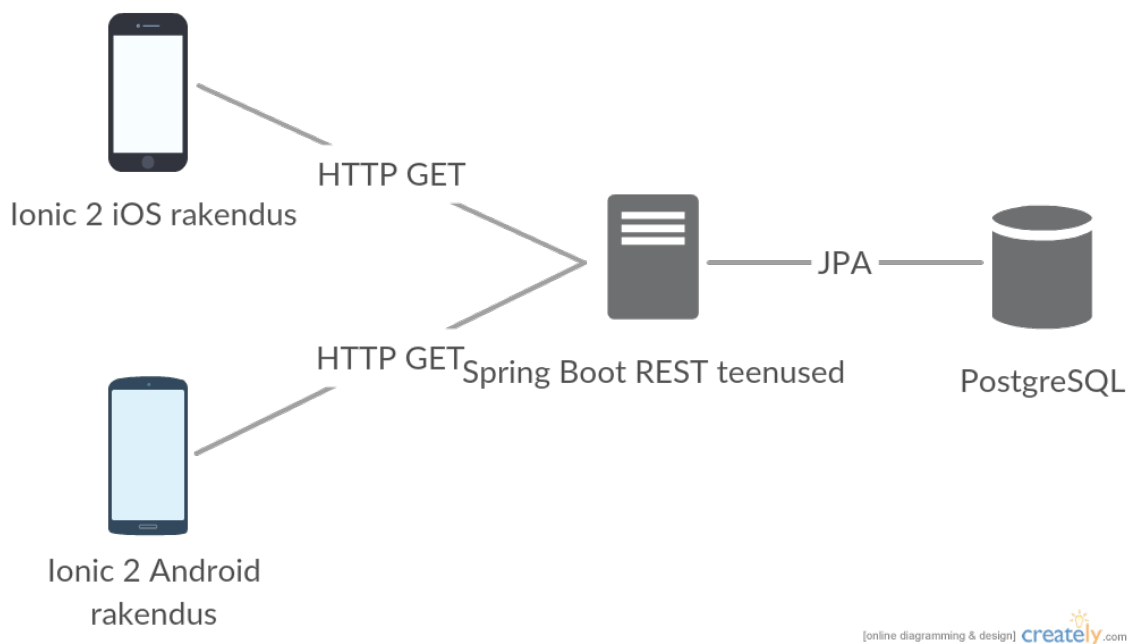 HTTP GET
Ionic 2 iOS rakendus
JPA
HTTP GET
Spring Boot REST teenused
PostgreSQL
Ionic 2 Android
rakendus
[online diagramming & design] creately.com